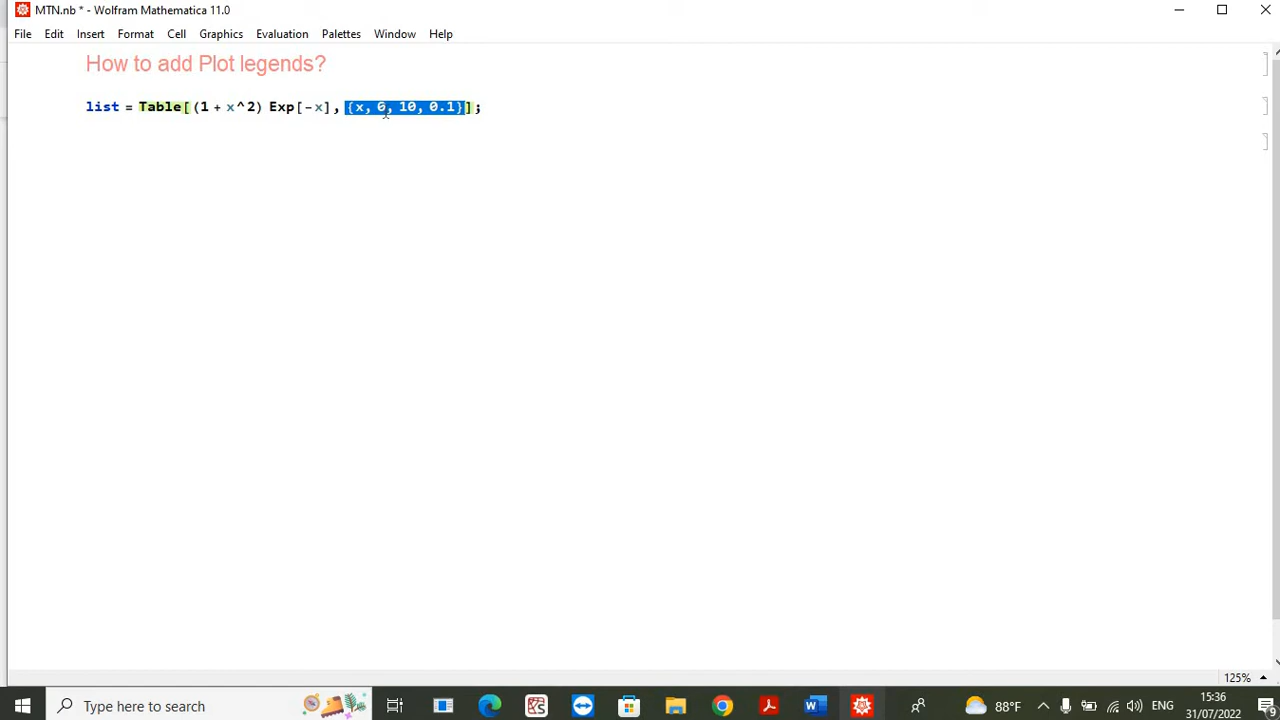 MTN.nb * - Wolfram Mathematica 11.0
File Edit Insert Format Cell Graphics Evaluation Palettes Window Help
How to add Plot legends?
list = Table[(1 + x^2) Exp[-x], {x, 6, 10, 0.1}];
125%
Type here to search
88°F
ENG
15:36
31/07/2022